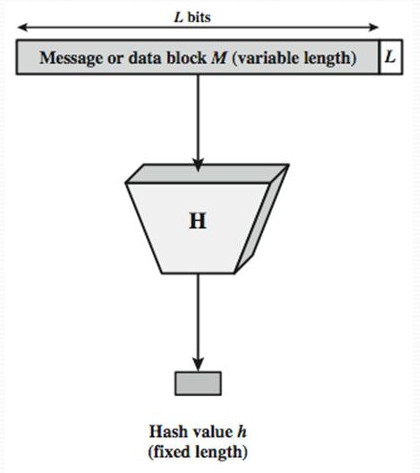 L bits
Message or data block M (variable length) L
H
Hash value h
(fixed length)